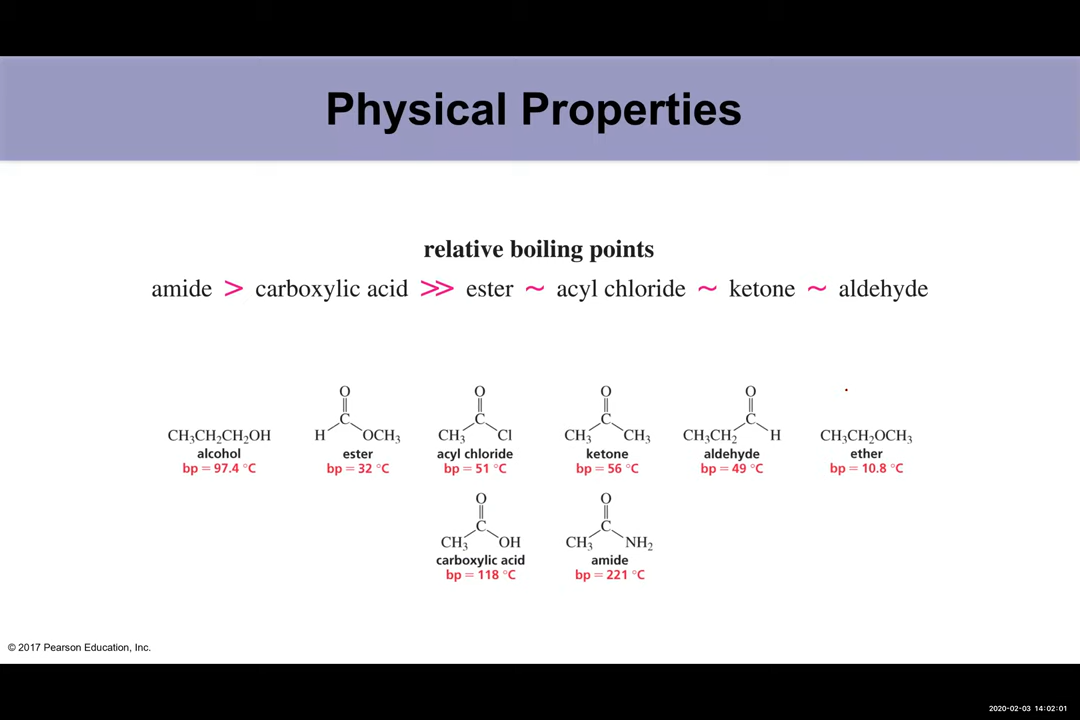 Physical Properties
relative boiling points
amide > carboxylic acid >> ester ~ acyl chloride ~ ketone ~ aldehyde
O O O O
C C C C
CH₃CH₂CH₂OH H OCH₃ CH₃ Cl CH₃ CH₃ CH₃CH₂ H CH₃CH₂OCH₃
alcohol ester acyl chloride ketone aldehyde ether
bp = 97.4 °C bp = 32 °C bp = 51 °C bp = 56 °C bp = 49 °C bp = 10.8 °C
O O
C C
CH₃ OH CH₃ NH₂
carboxylic acid amide
bp = 118 °C bp = 221 °C
© 2017 Pearson Education, Inc.
2020-02-03 14:02:01